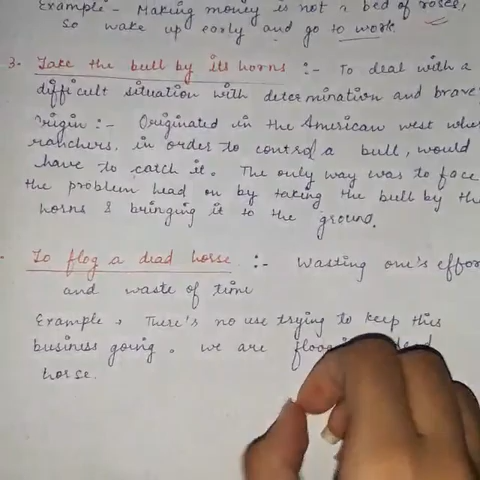 Example - Making money is not a bed of roses,
so wake up early and go to work.
3. Take the bull by its horns :- To deal with a
difficult situation with determination and brave
Origin :- Originated in the American west whe
ranchers, in order to control a bull, would
have to catch it. The only way was to face
the problem head on by taking the bull by the
horns & bringing it to the ground.
To flog a dead horse :- Wasting one's effor
and waste of time
Example, There's no use trying to keep this
business going. We are dead
horse.